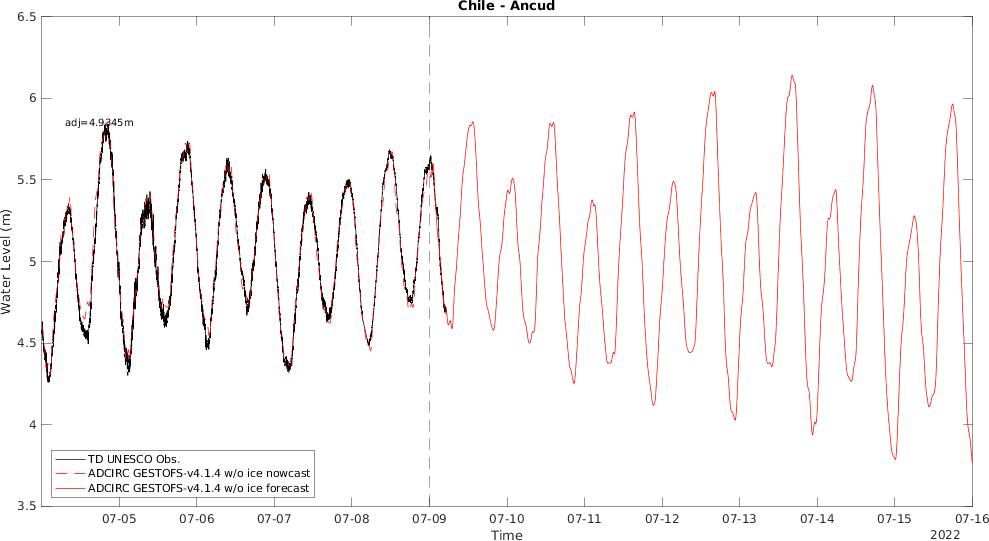 Chile - Ancud
6.5
6
5.5
5
4.5
4
3.5
Water Level (m)
adj=4.9345m
TD UNESCO Obs.
ADCIRC GESTOFS-v4.1.4 w/o ice nowcast
ADCIRC GESTOFS-v4.1.4 w/o ice forecast
07-05 07-06 07-07 07-08 07-09 07-10 07-11 07-12 07-13 07-14 07-15 07-16
Time
2022